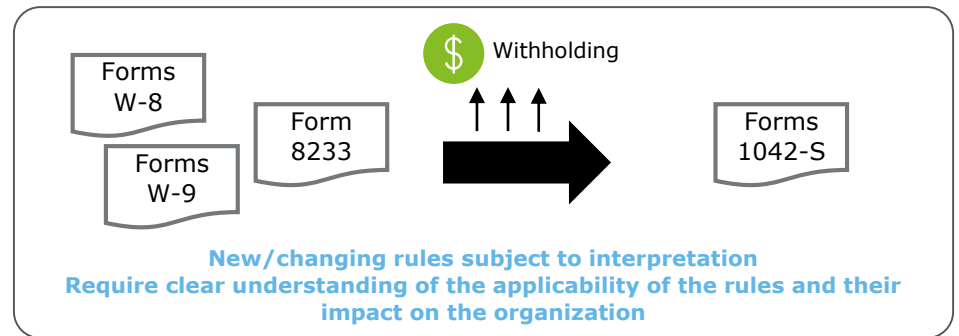 Forms
W-8
Forms
W-9
Form
8233
$
Withholding
Forms
1042-S
New/changing rules subject to interpretation
Require clear understanding of the applicability of the rules and their
impact on the organization